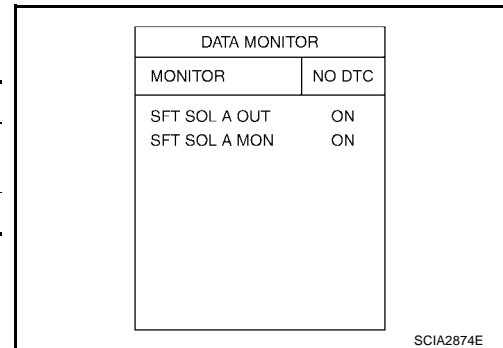 DATA MONITOR
MONITOR NO DTC
SFT SOL A OUT ON
SFT SOL A MON ON
SCIA2874E